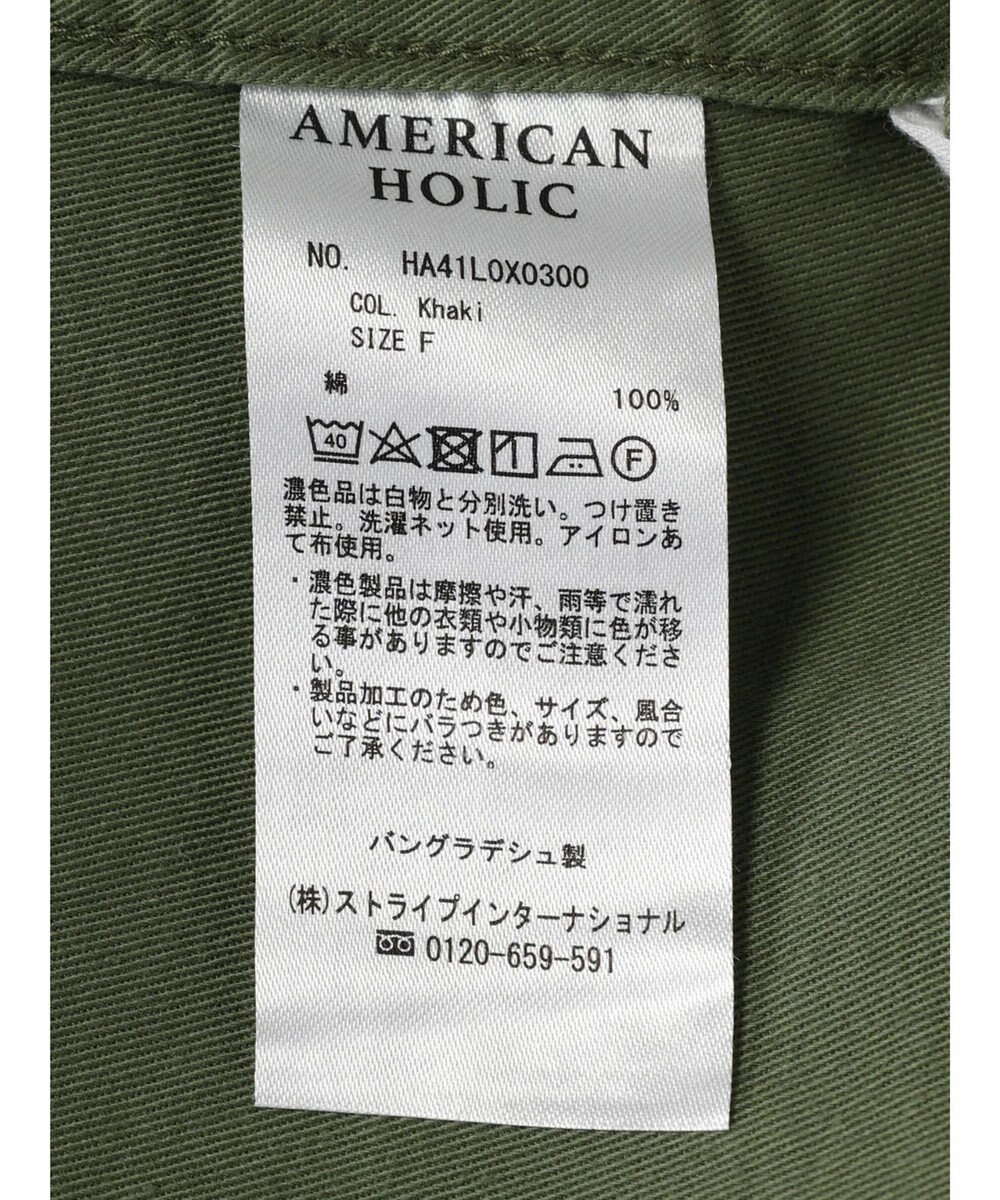 AMERICAN
HOLIC
NO. HA41L0X0300
COL. Khaki
SIZE F
綿 100%
40 F
濃色品は白物と分別洗い。つけ置き
禁止。洗濯ネット使用。アイロンあ
て布使用。
・濃色製品は摩擦や汗、雨等で濡れ
た際に他の衣類や小物類に色が移
る事がありますのでご注意くださ
い。
・製品加工のため色、サイズ、風合
いなどにバラつきがありますので
ご了承ください。
バングラデシュ製
(株)ストライプインターナショナル
0120-659-591